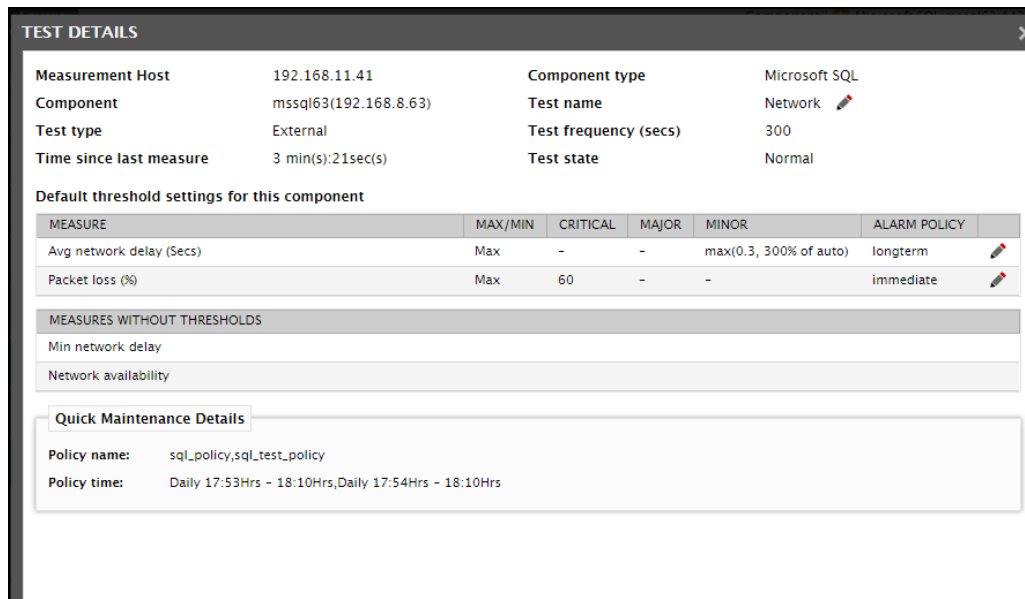 TEST DETAILS
Measurement Host 192.168.11.41 Component type Microsoft SQL
Component mssql63(192.168.8.63) Test name Network
Test type External Test frequency (secs) 300
Time since last measure 3 min(s):21sec(s) Test state Normal
Default threshold settings for this component
MEASURE MAX/MIN CRITICAL MAJOR MINOR ALARM POLICY
Avg network delay (Secs) Max - - max(0.3, 300% of auto) longterm
Packet loss (%) Max 60 - - immediate
MEASURES WITHOUT THRESHOLDS
Min network delay
Network availability
Quick Maintenance Details
Policy name: sql_policy,sql_test_policy
Policy time: Daily 17:53Hrs - 18:10Hrs,Daily 17:54Hrs - 18:10Hrs